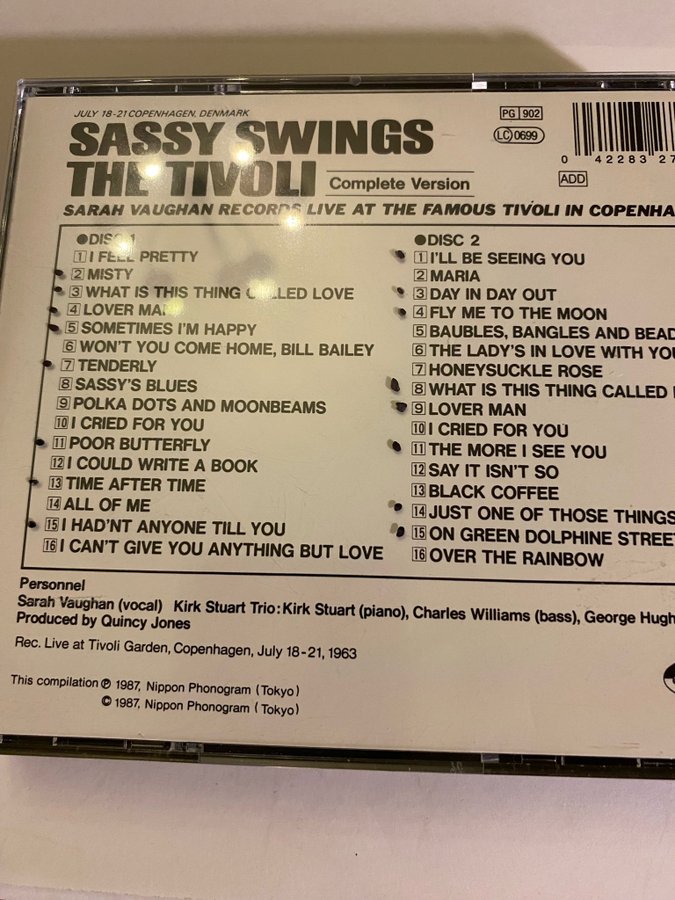 JULY 18-21 COPENHAGEN, DENMARK
SASSY SWINGS
THE TIVOLI Complete Version
PG 902
LC 0699
0 42283 27
ADD
SARAH VAUGHAN RECORDS LIVE AT THE FAMOUS TIVOLI IN COPENHA
●DISC 1
1 I FEEL PRETTY
2 MISTY
3 WHAT IS THIS THING CALLED LOVE
4 LOVER MAN
5 SOMETIMES I'M HAPPY
6 WON'T YOU COME HOME, BILL BAILEY
7 TENDERLY
8 SASSY'S BLUES
9 POLKA DOTS AND MOONBEAMS
10 I CRIED FOR YOU
11 POOR BUTTERFLY
12 I COULD WRITE A BOOK
13 TIME AFTER TIME
14 ALL OF ME
15 I HAD'NT ANYONE TILL YOU
16 I CAN'T GIVE YOU ANYTHING BUT LOVE
●DISC 2
1 I'LL BE SEEING YOU
2 MARIA
3 DAY IN DAY OUT
4 FLY ME TO THE MOON
5 BAUBLES, BANGLES AND BEAD
6 THE LADY'S IN LOVE WITH YOU
7 HONEYSUCKLE ROSE
8 WHAT IS THIS THING CALLED
9 LOVER MAN
10 I CRIED FOR YOU
11 THE MORE I SEE YOU
12 SAY IT ISN'T SO
13 BLACK COFFEE
14 JUST ONE OF THOSE THINGS
15 ON GREEN DOLPHINE STREET
16 OVER THE RAINBOW
Personnel
Sarah Vaughan (vocal) Kirk Stuart Trio: Kirk Stuart (piano), Charles Williams (bass), George Hugh
Produced by Quincy Jones
Rec. Live at Tivoli Garden, Copenhagen, July 18-21, 1963
This compilation ℗ 1987, Nippon Phonogram (Tokyo)
© 1987, Nippon Phonogram (Tokyo)